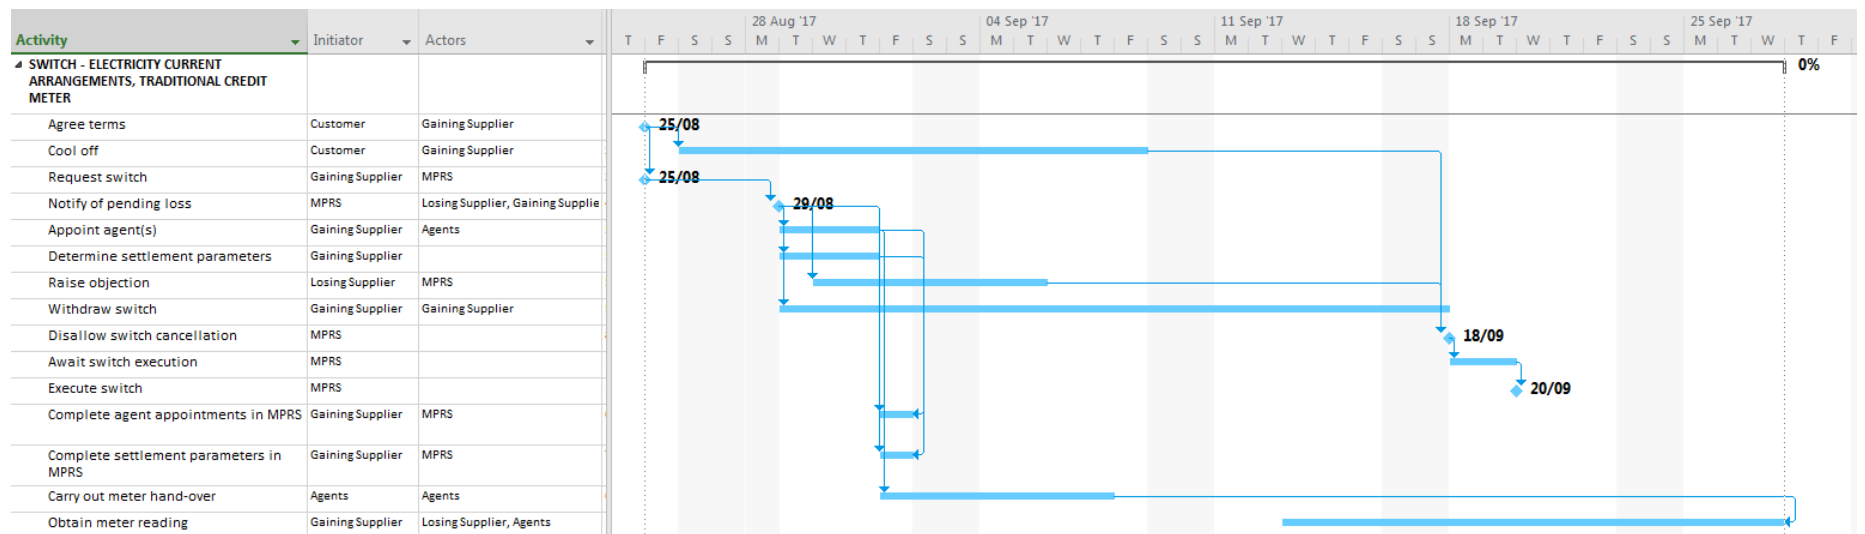 28 Aug '17 04 Sep '17 11 Sep '17 18 Sep '17 25 Sep '17
Activity Initiator Actors T F S S M T W T F S S M T W T F S S M T W T F S S M T W T F S S M T W T F
SWITCH - ELECTRICITY CURRENT
ARRANGEMENTS, TRADITIONAL CREDIT
METER
0%
Agree terms Customer Gaining Supplier 25/08
Cool off Customer Gaining Supplier
Request switch Gaining Supplier MPRS 25/08
Notify of pending loss MPRS Losing Supplier, Gaining Supplie 29/08
Appoint agent(s) Gaining Supplier Agents
Determine settlement parameters Gaining Supplier
Raise objection Losing Supplier MPRS
Withdraw switch Gaining Supplier Gaining Supplier
Disallow switch cancellation MPRS 18/09
Await switch execution MPRS
Execute switch MPRS 20/09
Complete agent appointments in MPRS Gaining Supplier MPRS
Complete settlement parameters in Gaining Supplier MPRS
MPRS
Carry out meter hand-over Agents Agents
Obtain meter reading Gaining Supplier Losing Supplier, Agents